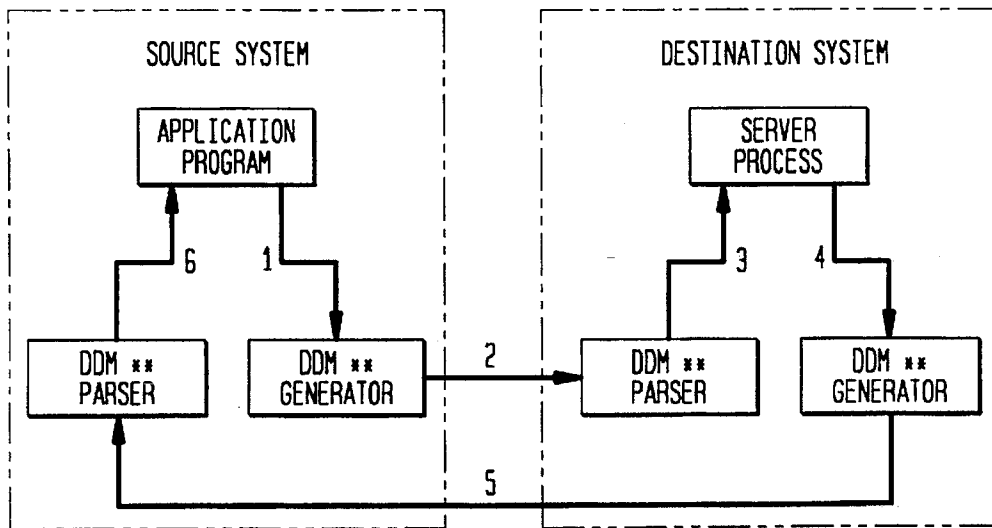 SOURCE SYSTEM
DESTINATION SYSTEM
APPLICATION
PROGRAM
SERVER
PROCESS
6
1
3
4
DDM **
PARSER
DDM **
GENERATOR
2
DDM **
PARSER
DDM **
GENERATOR
5